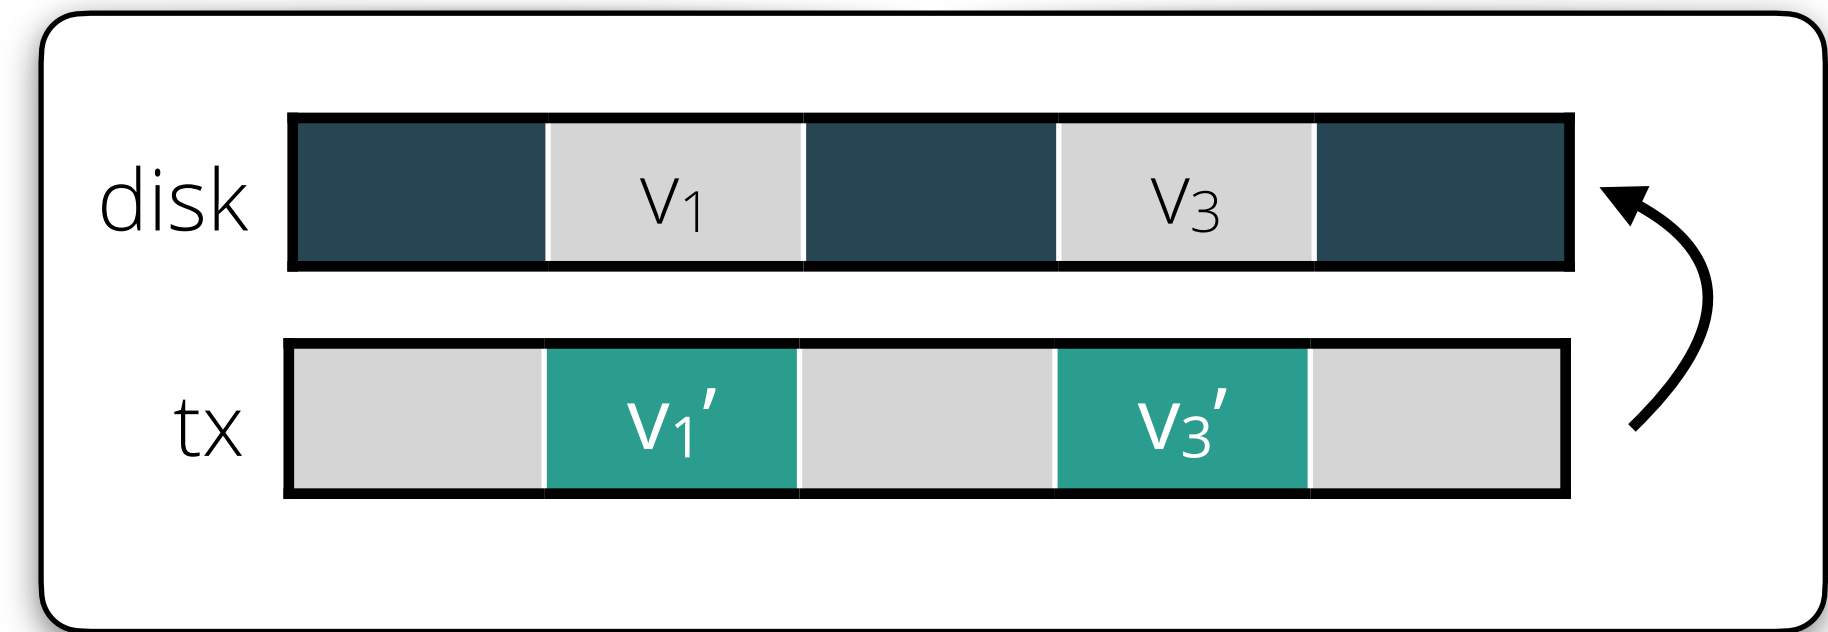 disk v₁ v₃
tx v₁′ v₃′